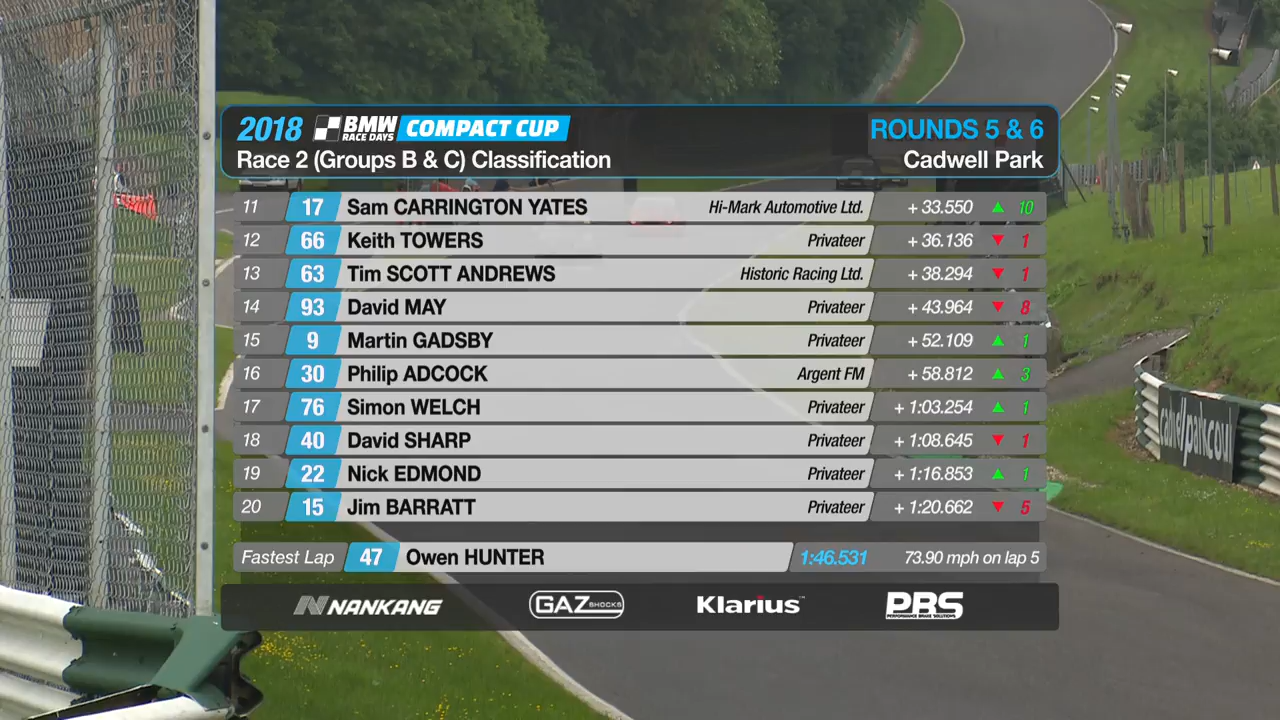 2018 BMW RACE DAYS COMPACT CUP ROUNDS 5 & 6
Race 2 (Groups B & C) Classification Cadwell Park
11 17 Sam CARRINGTON YATES Hi-Mark Automotive Ltd. + 33.550 ▲ 10
12 66 Keith TOWERS Privateer + 36.136 ▼ 1
13 63 Tim SCOTT ANDREWS Historic Racing Ltd. + 38.294 ▼ 1
14 93 David MAY Privateer + 43.964 ▼ 8
15 9 Martin GADSBY Privateer + 52.109 ▲ 1
16 30 Philip ADCOCK Argent FM + 58.812 ▲ 3
17 76 Simon WELCH Privateer + 1:03.254 ▲ 1
18 40 David SHARP Privateer + 1:08.645 ▼ 1
19 22 Nick EDMOND Privateer + 1:16.853 ▲ 1
20 15 Jim BARRATT Privateer + 1:20.662 ▼ 5
Fastest Lap 47 Owen HUNTER 1:46.531 73.90 mph on lap 5
NANKANG GAZ SHOCKS Klarius™ PBS PERFORMANCE BRAKE SOLUTIONS